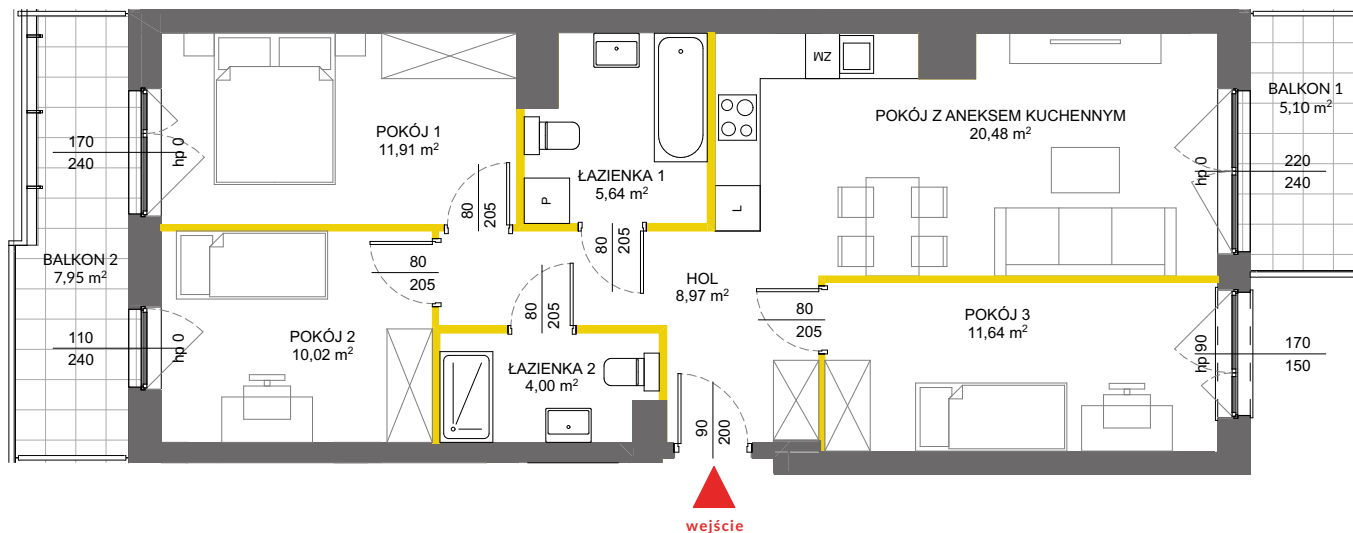 POKÓJ 1
11,91 m²
ŁAZIENKA 1
5,64 m²
POKÓJ Z ANEKSEM KUCHENNYM
20,48 m²
BALKON 1
5,10 m²
BALKON 2
7,95 m²
POKÓJ 2
10,02 m²
ŁAZIENKA 2
4,00 m²
HOL
8,97 m²
POKÓJ 3
11,64 m²
170
240
hp 0
110
240
hp 0
220
240
hp 0
170
150
hp 90
80
205
80
205
80
205
80
205
80
205
90
200
ZM
L
P
wejście